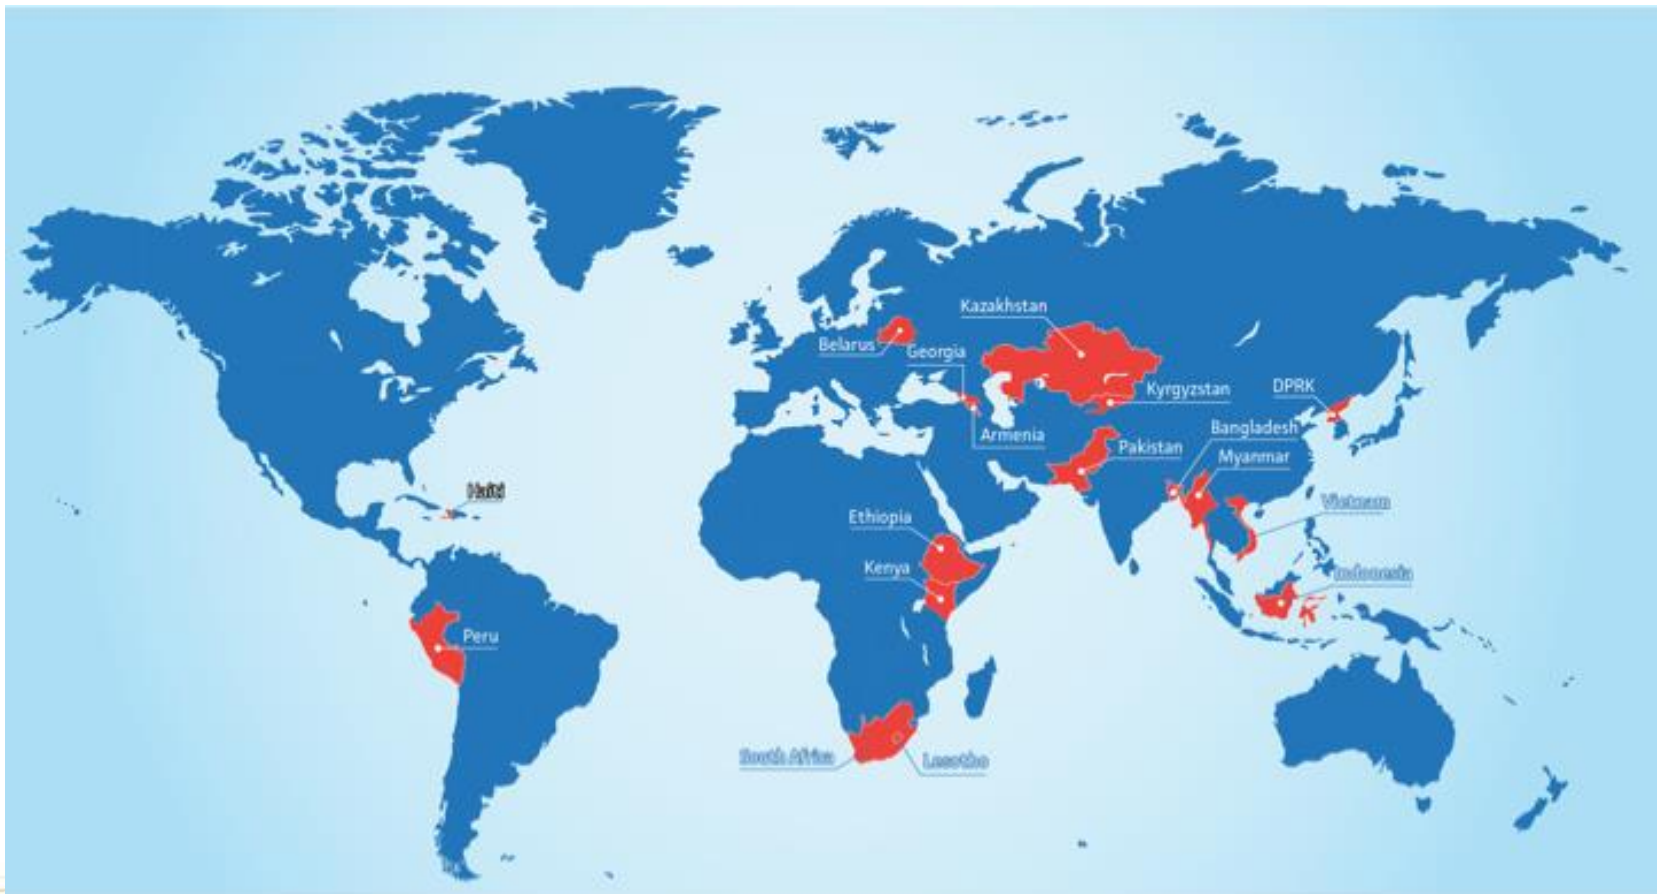 Kazakhstan
Belarus
Georgia
Kyrgyzstan
DPRK
Armenia
Bangladesh
Pakistan
Myanmar
Haiti
Vietnam
Ethiopia
Kenya
Indonesia
Peru
South Africa
Lesotho